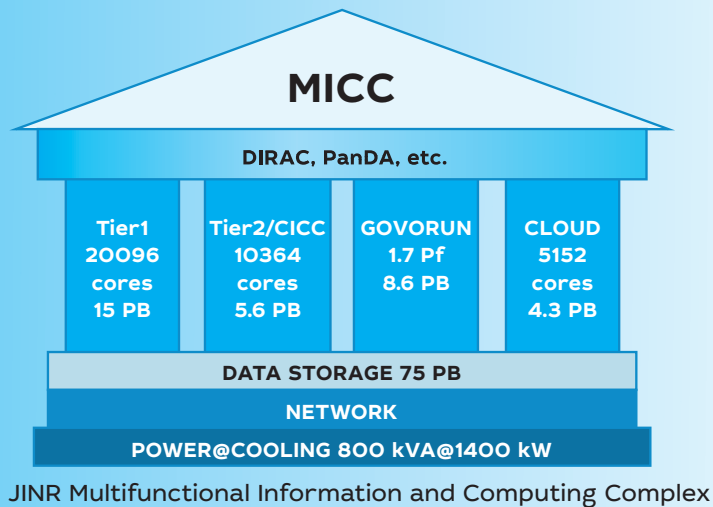 MICC
DIRAC, PanDA, etc.
Tier1
20096
cores
15 PB
Tier2/CICC
10364
cores
5.6 PB
GOVORUN
1.7 Pf
8.6 PB
CLOUD
5152
cores
4.3 PB
DATA STORAGE 75 PB
NETWORK
POWER@COOLING 800 kVA@1400 kW
JINR Multifunctional Information and Computing Complex